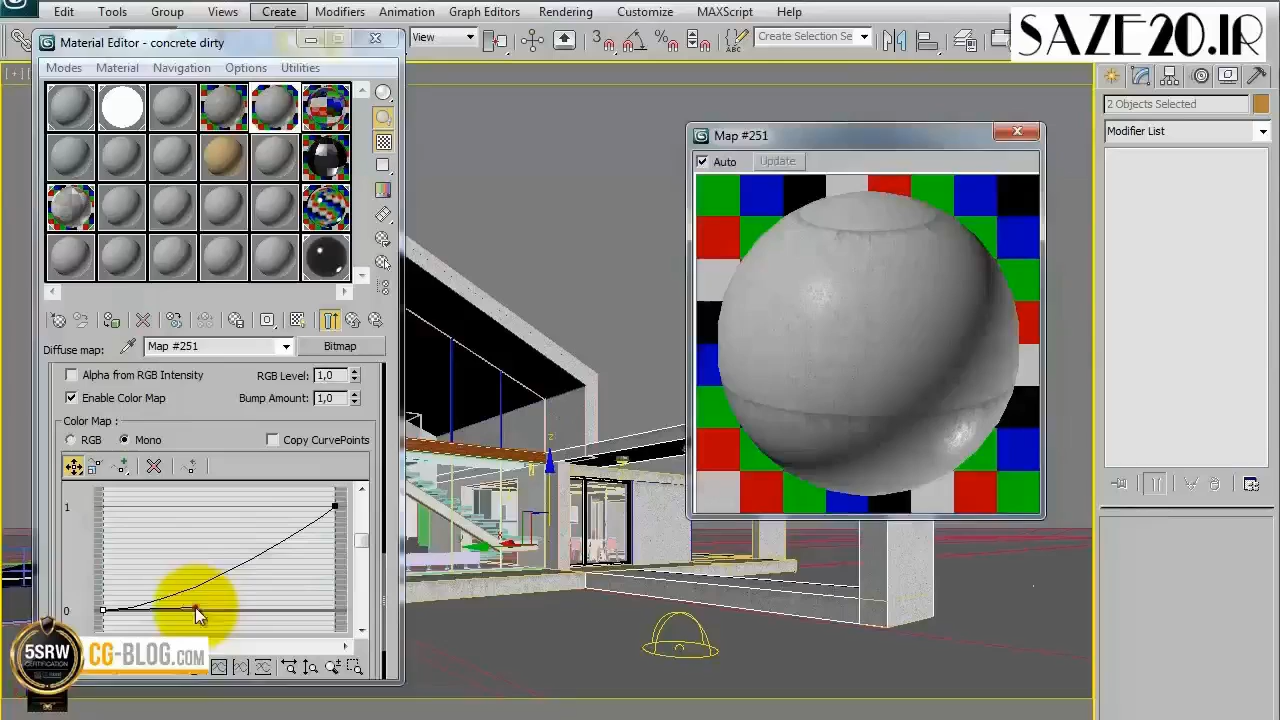 Edit Tools Group Views Create Modifiers Animation Graph Editors Rendering Customize MAXScript Help
View
3
%
ABC
Create Selection Se
SAZE20.IR
Material Editor - concrete dirty
Modes Material Navigation Options Utilities
Diffuse map:
Map #251
Bitmap
Alpha from RGB Intensity
RGB Level:
1,0
Enable Color Map
Bump Amount:
1,0
Color Map :
RGB
Mono
Copy CurvePoints
1
0
Map #251
Auto
Update
z
2 Objects Selected
Modifier List
5SRW
CERTIFICATION
CG-BLOG.COM